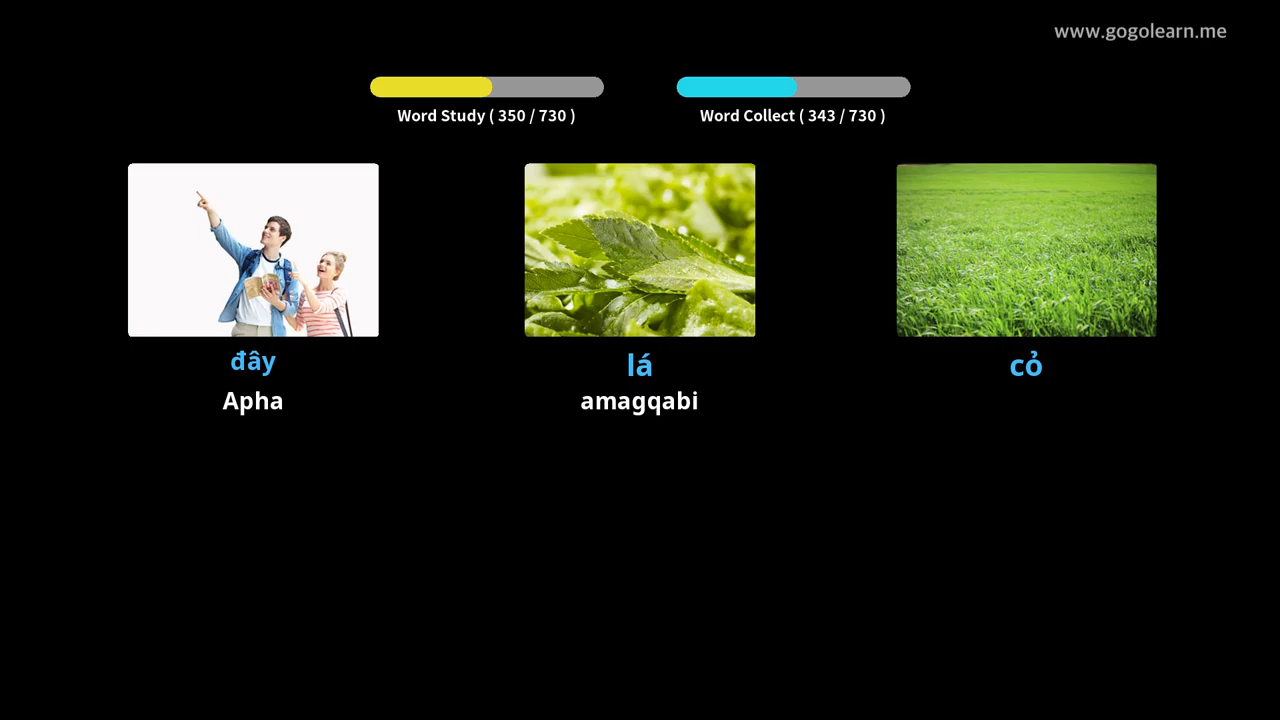 www.gogolearn.me
Word Study ( 350 / 730 )
Word Collect ( 343 / 730 )
đây
lá
cỏ
Apha
amagqabi